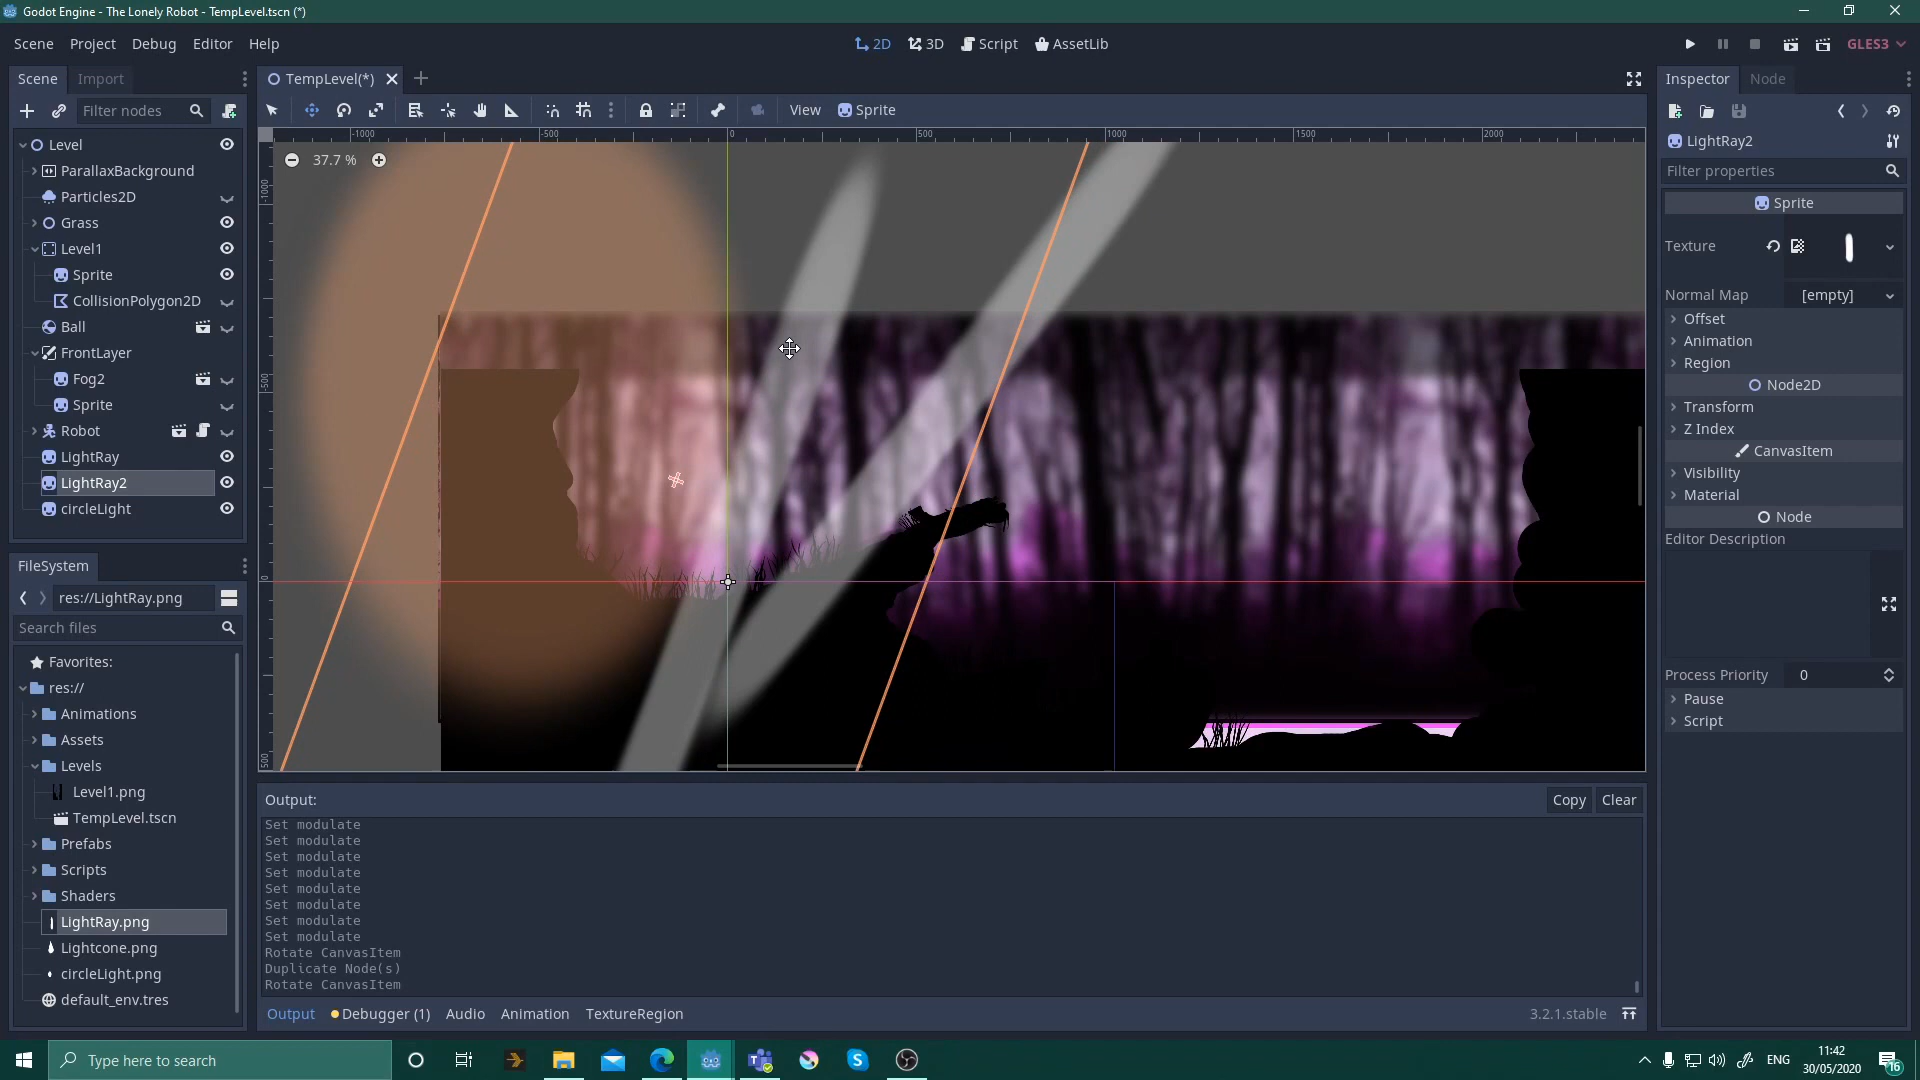 Godot Engine - The Lonely Robot - TempLevel.tscn (*)
Scene Project Debug Editor Help
2D 3D Script AssetLib
GLES3
Scene Import
TempLevel(*)
Inspector Node
Filter nodes
View Sprite
-1000 -500 0 500 1000 1500 2000
37.7 %
LightRay2
Filter properties
Level
ParallaxBackground
Particles2D
Grass
Level1
Sprite
CollisionPolygon2D
Ball
FrontLayer
Fog2
Sprite
Robot
LightRay
LightRay2
circleLight
-1000
-500
0
500
Sprite
Texture
Normal Map [empty]
Offset
Animation
Region
Node2D
Transform
Z Index
CanvasItem
Visibility
Material
Node
Editor Description
Process Priority 0
Pause
Script
FileSystem
res://LightRay.png
Search files
Favorites:
res://
Animations
Assets
Levels
Level1.png
TempLevel.tscn
Prefabs
Scripts
Shaders
LightRay.png
Lightcone.png
circleLight.png
default_env.tres
Output:
Copy Clear
Set modulate
Set modulate
Set modulate
Set modulate
Set modulate
Set modulate
Set modulate
Set modulate
Rotate CanvasItem
Duplicate Node(s)
Rotate CanvasItem
Output Debugger (1) Audio Animation TextureRegion
3.2.1.stable
Type here to search
ENG
11:42
30/05/2020
16